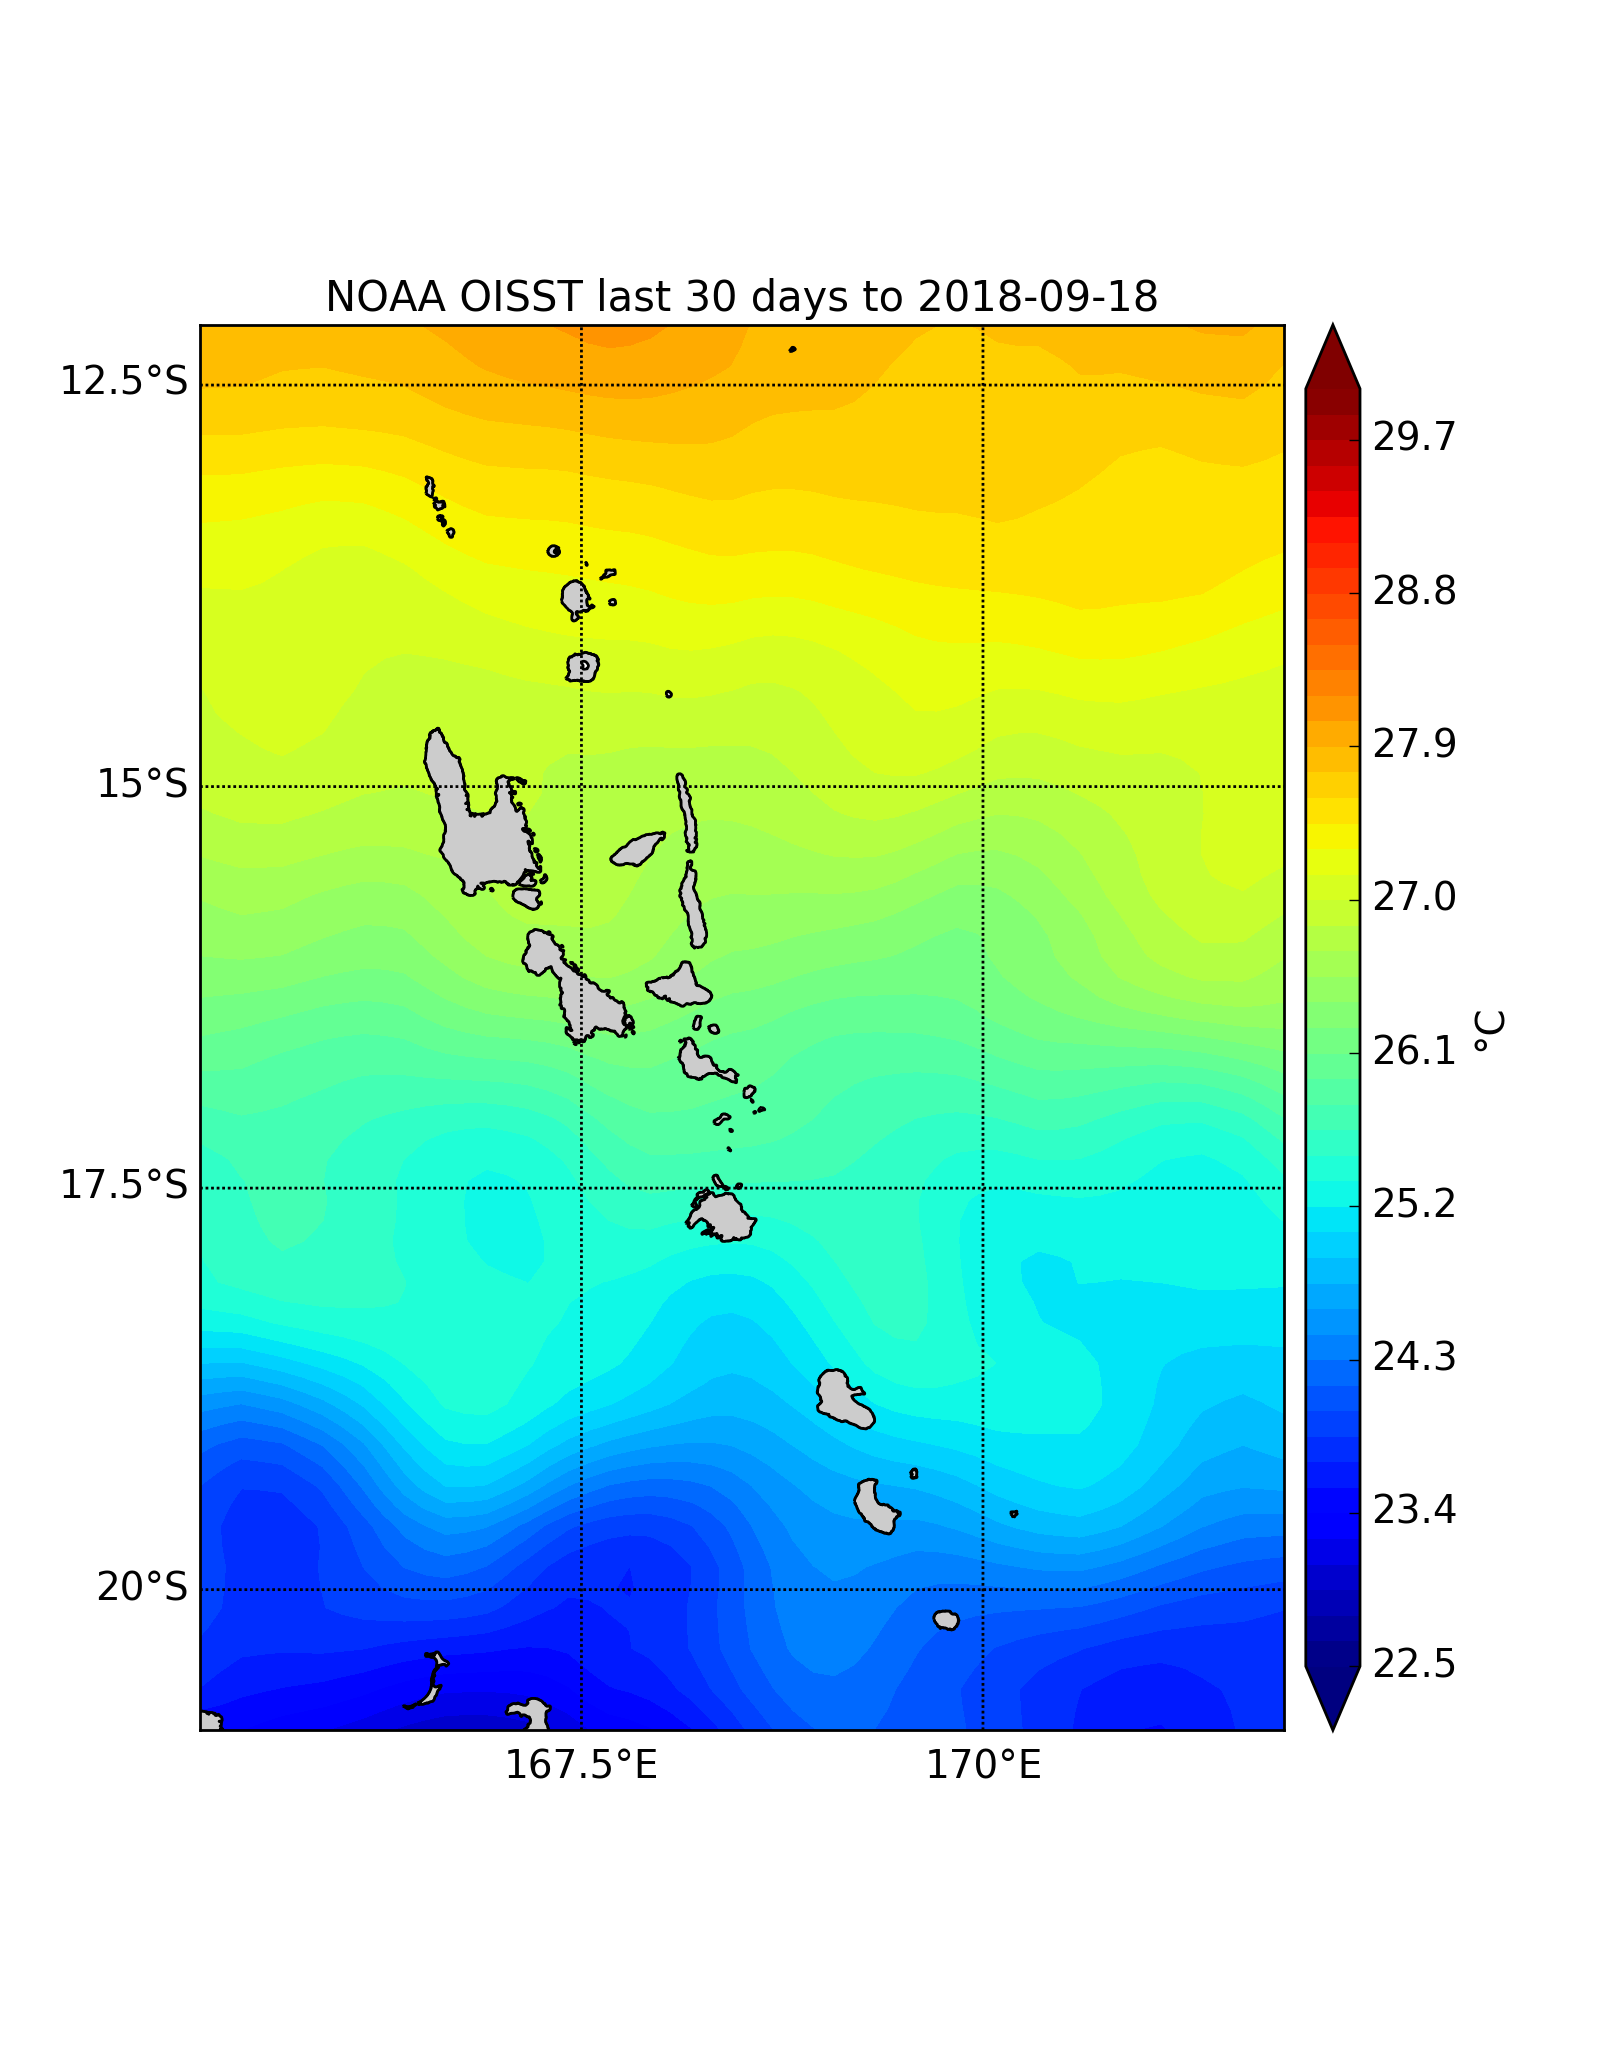 NOAA OISST last 30 days to 2018-09-18
12.5°S
15°S
17.5°S
20°S
167.5°E
170°E
29.7
28.8
27.9
27.0
26.1
25.2
24.3
23.4
22.5
°C